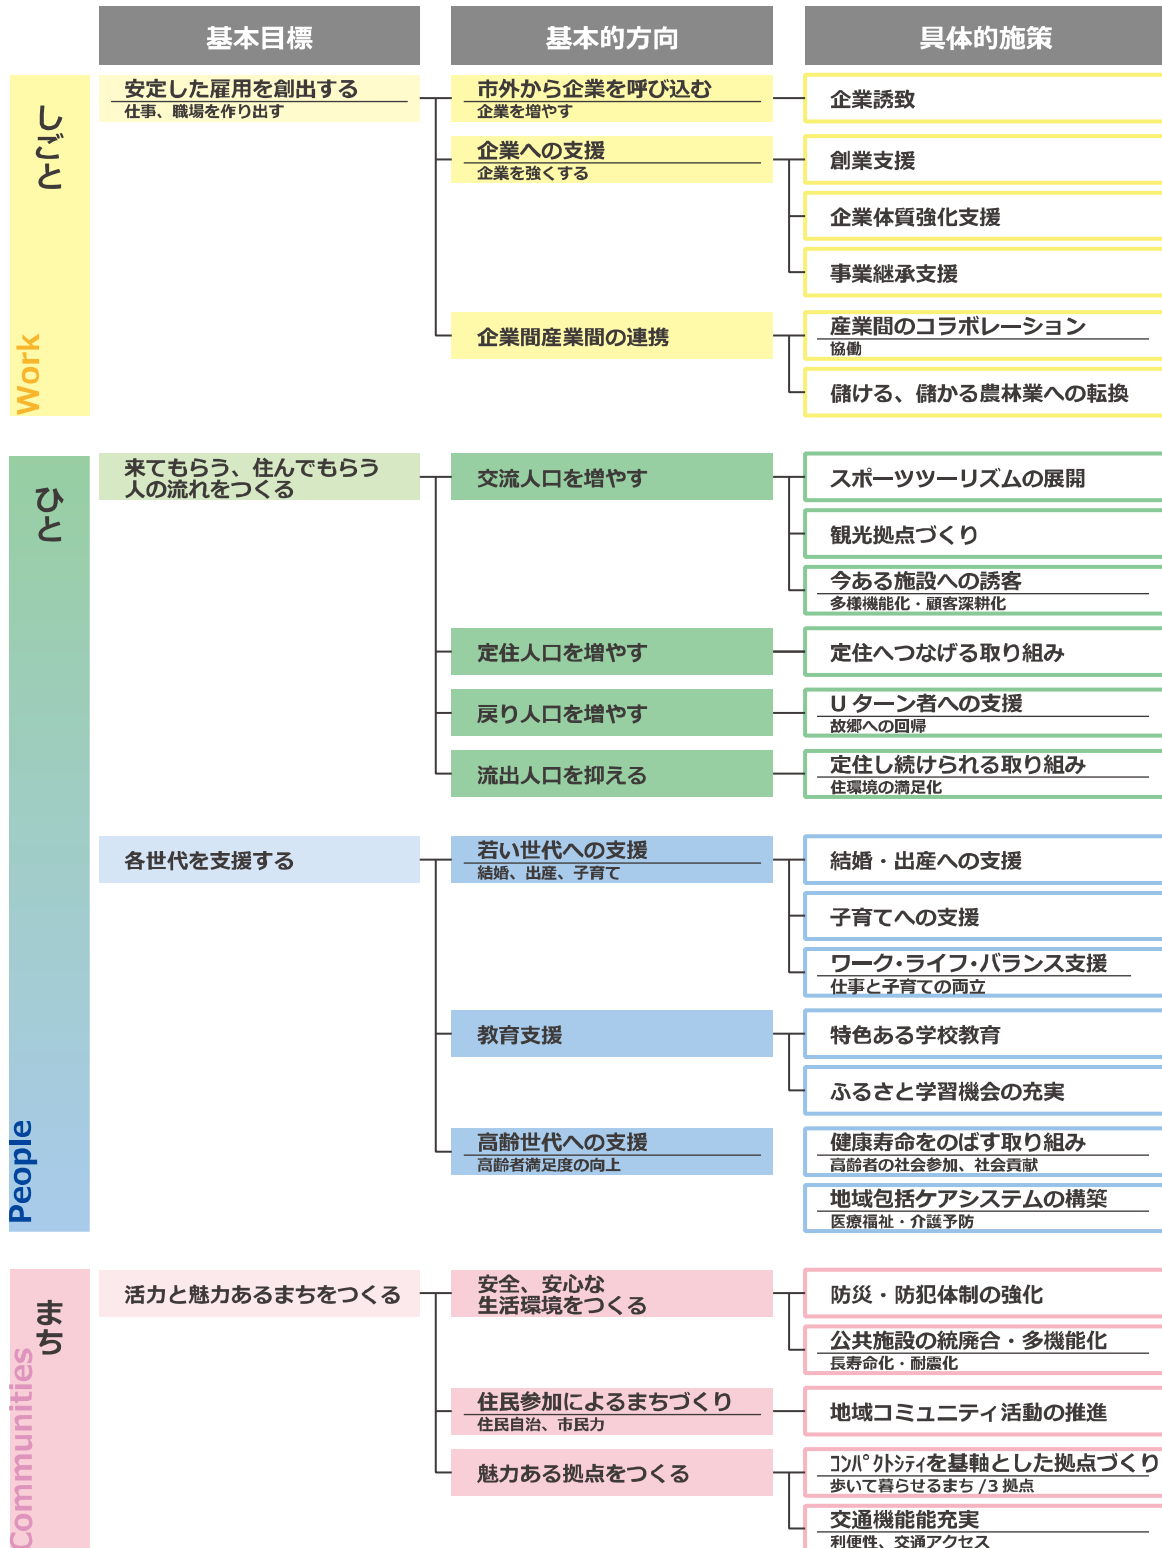 基本目標
基本的方向
具体的施策
しごと
Work
安定した雇用を創出する
仕事、職場を作り出す
市外から企業を呼び込む
企業を増やす
企業誘致
企業への支援
企業を強くする
創業支援
企業体質強化支援
事業継承支援
企業間産業間の連携
産業間のコラボレーション
協働
儲ける、儲かる農林業への転換
ひと
People
来てもらう、住んでもらう
人の流れをつくる
交流人口を増やす
スポーツツーリズムの展開
観光拠点づくり
今ある施設への誘客
多様機能化・顧客深耕化
定住人口を増やす
定住へつなげる取り組み
戻り人口を増やす
Uターン者への支援
故郷への回帰
流出人口を抑える
定住し続けられる取り組み
住環境の満足化
各世代を支援する
若い世代への支援
結婚、出産、子育て
結婚・出産への支援
子育てへの支援
ワーク・ライフ・バランス支援
仕事と子育ての両立
教育支援
特色ある学校教育
ふるさと学習機会の充実
高齢世代への支援
高齢者満足度の向上
健康寿命をのばす取り組み
高齢者の社会参加、社会貢献
地域包括ケアシステムの構築
医療福祉・介護予防
まち
Communities
活力と魅力あるまちをつくる
安全、安心な
生活環境をつくる
防災・防犯体制の強化
公共施設の統廃合・多機能化
長寿命化・耐震化
住民参加によるまちづくり
住民自治、市民力
地域コミュニティ活動の推進
魅力ある拠点をつくる
ｺﾝﾊﾟｸﾄｼﾃｨを基軸とした拠点づくり
歩いて暮らせるまち/3拠点
交通機能能充実
利便性、交通アクセス